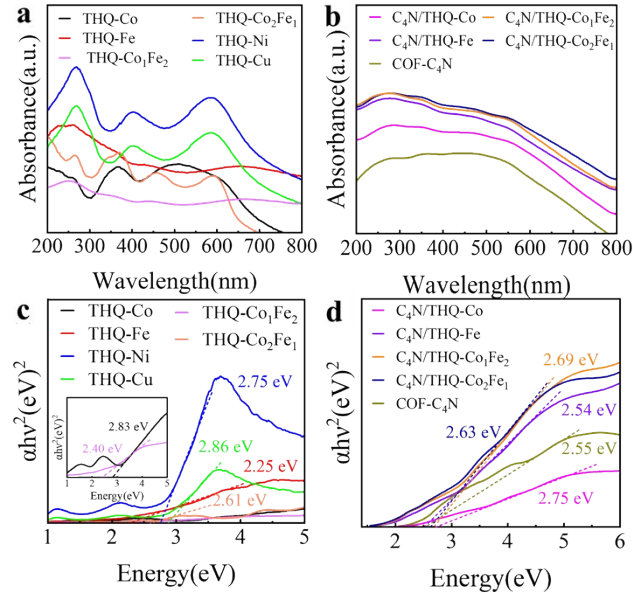 a
THQ-Co
THQ-Fe
THQ-Co₁Fe₂
THQ-Co₂Fe₁
THQ-Ni
THQ-Cu
Absorbance(a.u.)
200 300 400 500 600 700 800
Wavelength(nm)
b
C₄N/THQ-Co
C₄N/THQ-Fe
COF-C₄N
C₄N/THQ-Co₁Fe₂
C₄N/THQ-Co₂Fe₁
Absorbance(a.u.)
200 300 400 500 600 700 800
Wavelength(nm)
c
THQ-Co
THQ-Fe
THQ-Ni
THQ-Cu
THQ-Co₁Fe₂
THQ-Co₂Fe₁
αhv²(eV)²
2.75 eV
2.86 eV
2.25 eV
2.61 eV
αhv²(eV)²
2.83 eV
2.40 eV
1 2 3 4 5
Energy(eV)
1 2 3 4 5
Energy(eV)
d
C₄N/THQ-Co
C₄N/THQ-Fe
C₄N/THQ-Co₁Fe₂
C₄N/THQ-Co₂Fe₁
COF-C₄N
αhv²(eV)²
2.69 eV
2.54 eV
2.63 eV
2.55 eV
2.75 eV
2 3 4 5 6
Energy(eV)